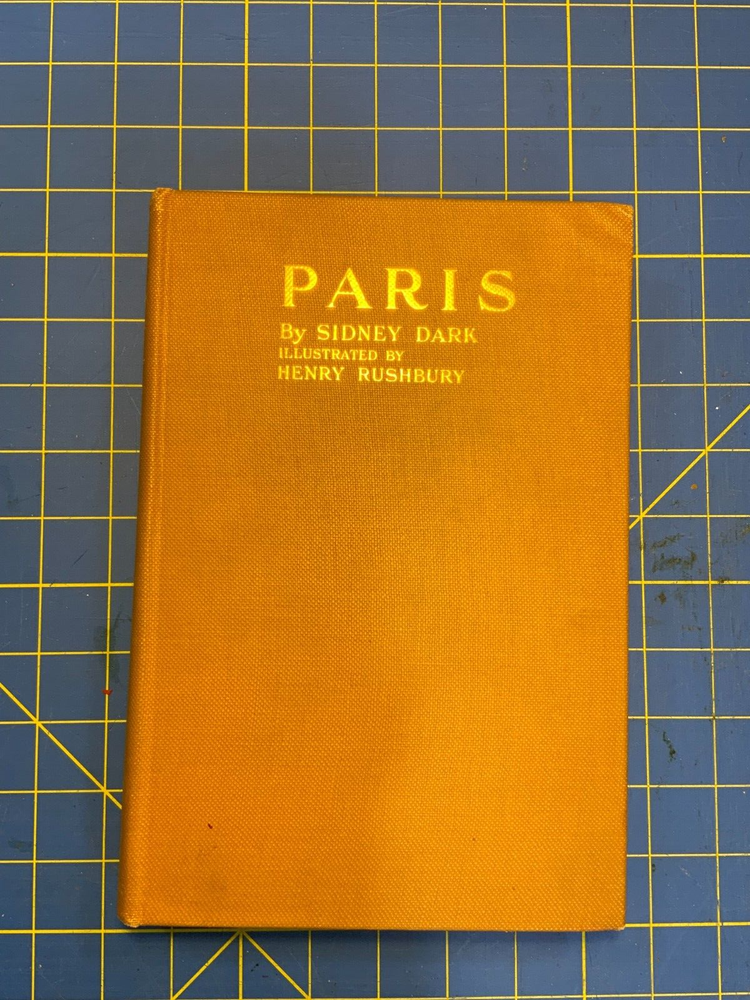 PARIS
By SIDNEY DARK
ILLUSTRATED BY
HENRY RUSHBURY